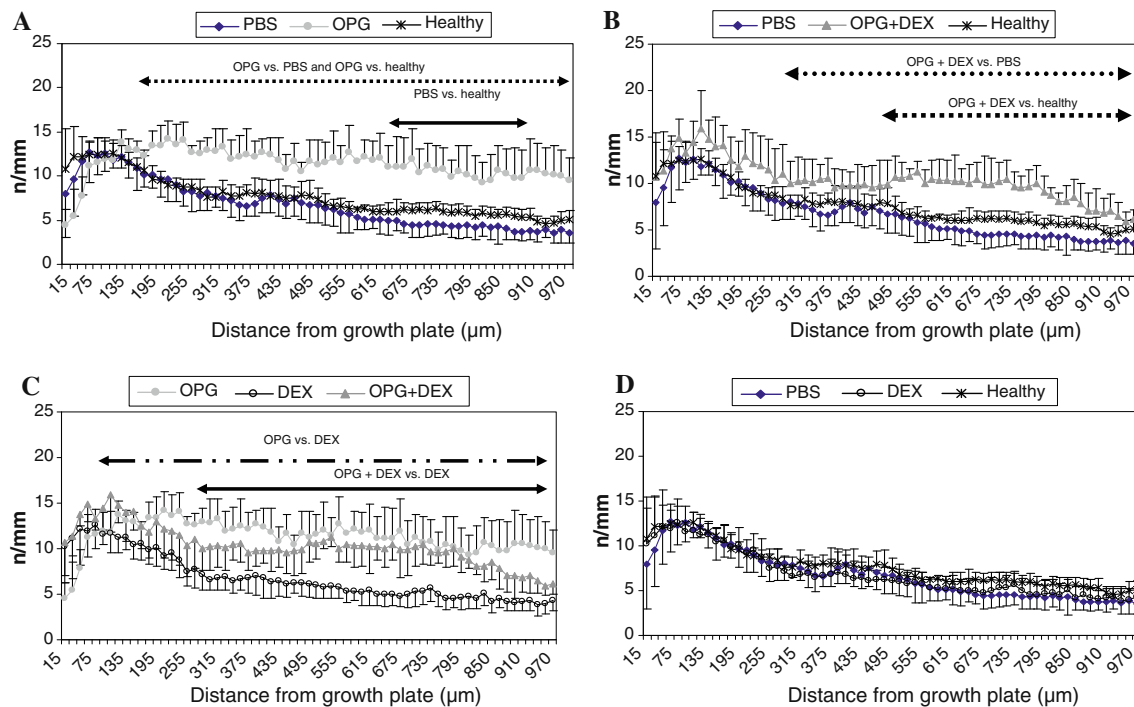 A
PBS OPG Healthy
25
20
15
10
5
0
n/mm
OPG vs. PBS and OPG vs. healthy
PBS vs. healthy
15 75 135 195 255 315 375 435 495 555 615 675 735 850 910 970
Distance from growth plate (µm)
B
PBS OPG+DEX Healthy
25
20
15
10
5
0
n/mm
OPG + DEX vs. PBS
OPG + DEX vs. healthy
15 75 135 195 255 315 375 435 495 555 615 675 735 850 910 970
Distance from growth plate (µm)
C
OPG DEX OPG+DEX
25
20
15
10
5
0
n/mm
OPG vs. DEX
OPG + DEX vs. DEX
15 75 135 195 255 315 375 435 495 555 615 675 735 850 910 970
Distance from growth plate (µm)
D
PBS DEX Healthy
25
20
15
10
5
0
n/mm
15 75 135 195 255 315 375 435 495 555 615 675 735 850 910 970
Distance from growth plate (µm)